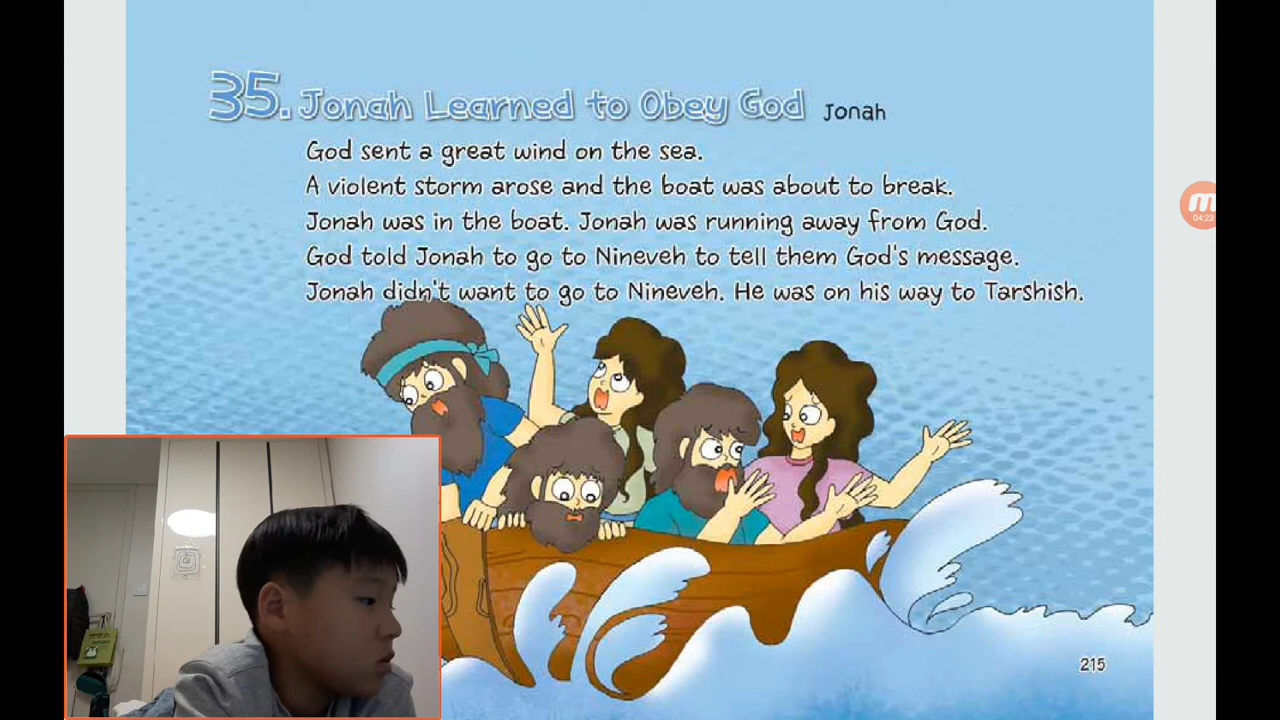 35. Jonah Learned to Obey God Jonah
God sent a great wind on the sea.
A violent storm arose and the boat was about to break.
Jonah was in the boat. Jonah was running away from God.
God told Jonah to go to Nineveh to tell them God's message.
Jonah didn't want to go to Nineveh. He was on his way to Tarshish.
04:23
215